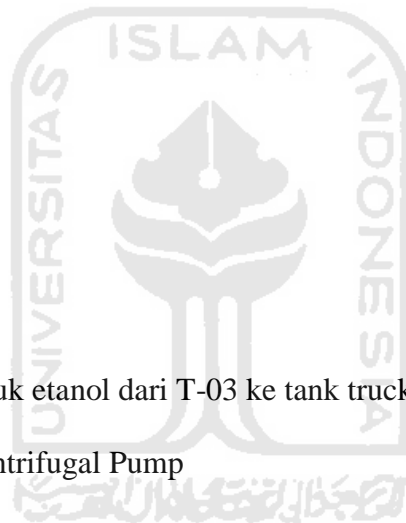 ISLAM
UNIVERSITAS
INDONESIA
uk etanol dari T-03 ke tank truck
ntrifugal Pump